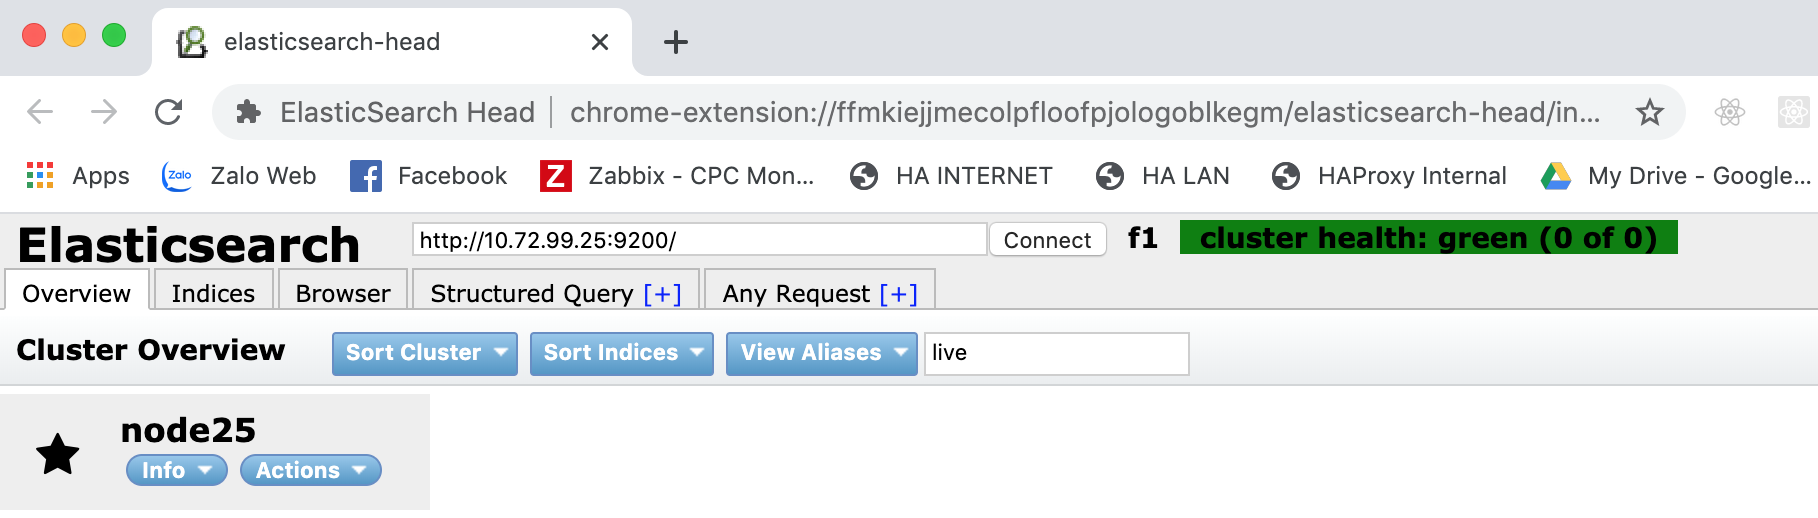 elasticsearch-head
ElasticSearch Head chrome-extension://ffmkiejjmecolpfloofpjologoblkegm/elasticsearch-head/in...
Apps Zalo Zalo Web Facebook Z Zabbix - CPC Mon... HA INTERNET HA LAN HAProxy Internal My Drive - Google...
Elasticsearch http://10.72.99.25:9200/ Connect f1 cluster health: green (0 of 0)
Overview Indices Browser Structured Query [+] Any Request [+]
Cluster Overview Sort Cluster Sort Indices View Aliases live
node25
Info Actions